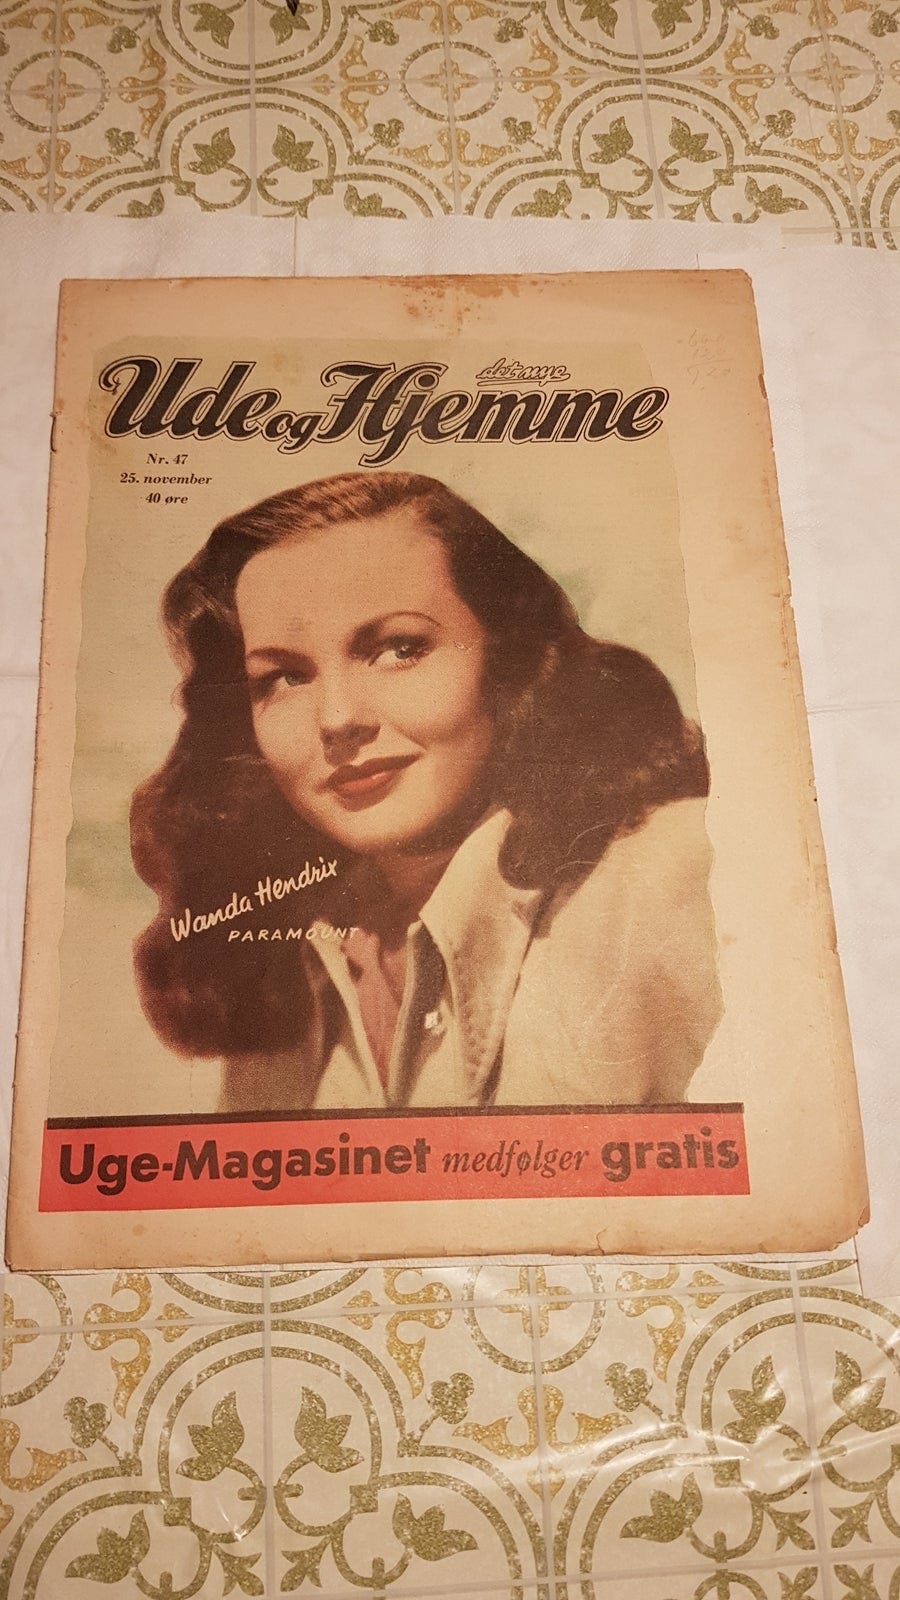 det nye
Ude og Hjemme
Nr. 47
25. november
40 øre
Wanda Hendrix
PARAMOUNT
Uge-Magasinet medfølger gratis